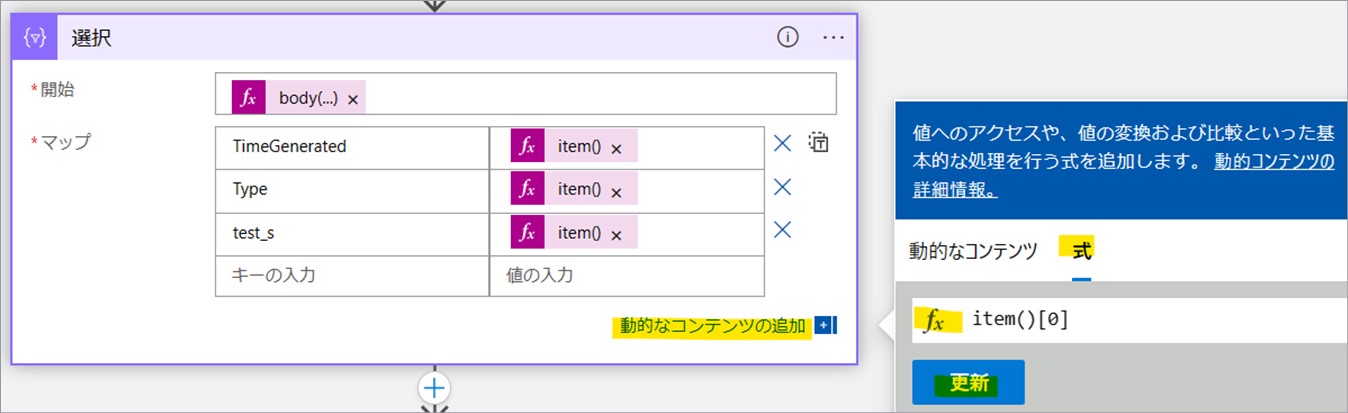 選択
*開始
fx body(...) ×
*マップ
TimeGenerated
fx item() ×
Type
fx item() ×
test_s
fx item() ×
キーの入力
値の入力
動的なコンテンツの追加
値へのアクセスや、値の変換および比較といった基
本的な処理を行う式を追加します。 動的コンテンツの
詳細情報。
動的なコンテンツ 式
fx item()[0]
更新